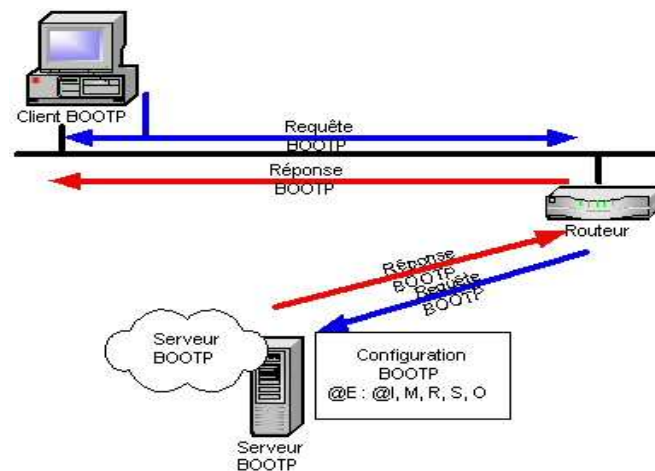 Client BOOTP
Requête
BOOTP
Réponse
BOOTP
Routeur
Réponse
BOOTP
Requête
BOOTP
Serveur
BOOTP
Configuration
BOOTP
@E : @I, M, R, S, O
Serveur
BOOTP